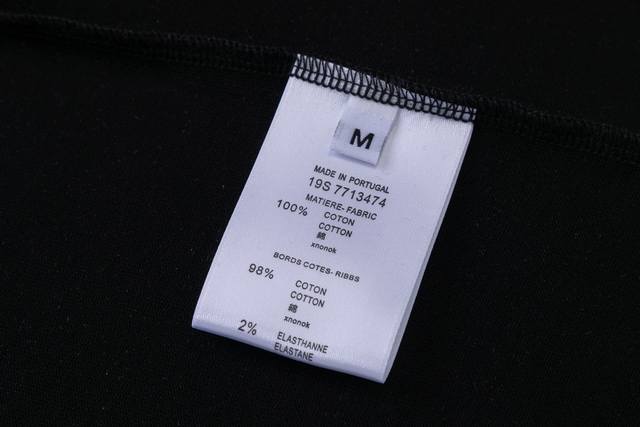 M
MADE IN PORTUGAL
19S 7713474
MATIERE- FABRIC
100% COTON
COTTON
綿
xnonok
BORDS COTES- RIBBS
98% COTON
COTTON
綿
xnonok
2% ELASTHANNE
ELASTANE